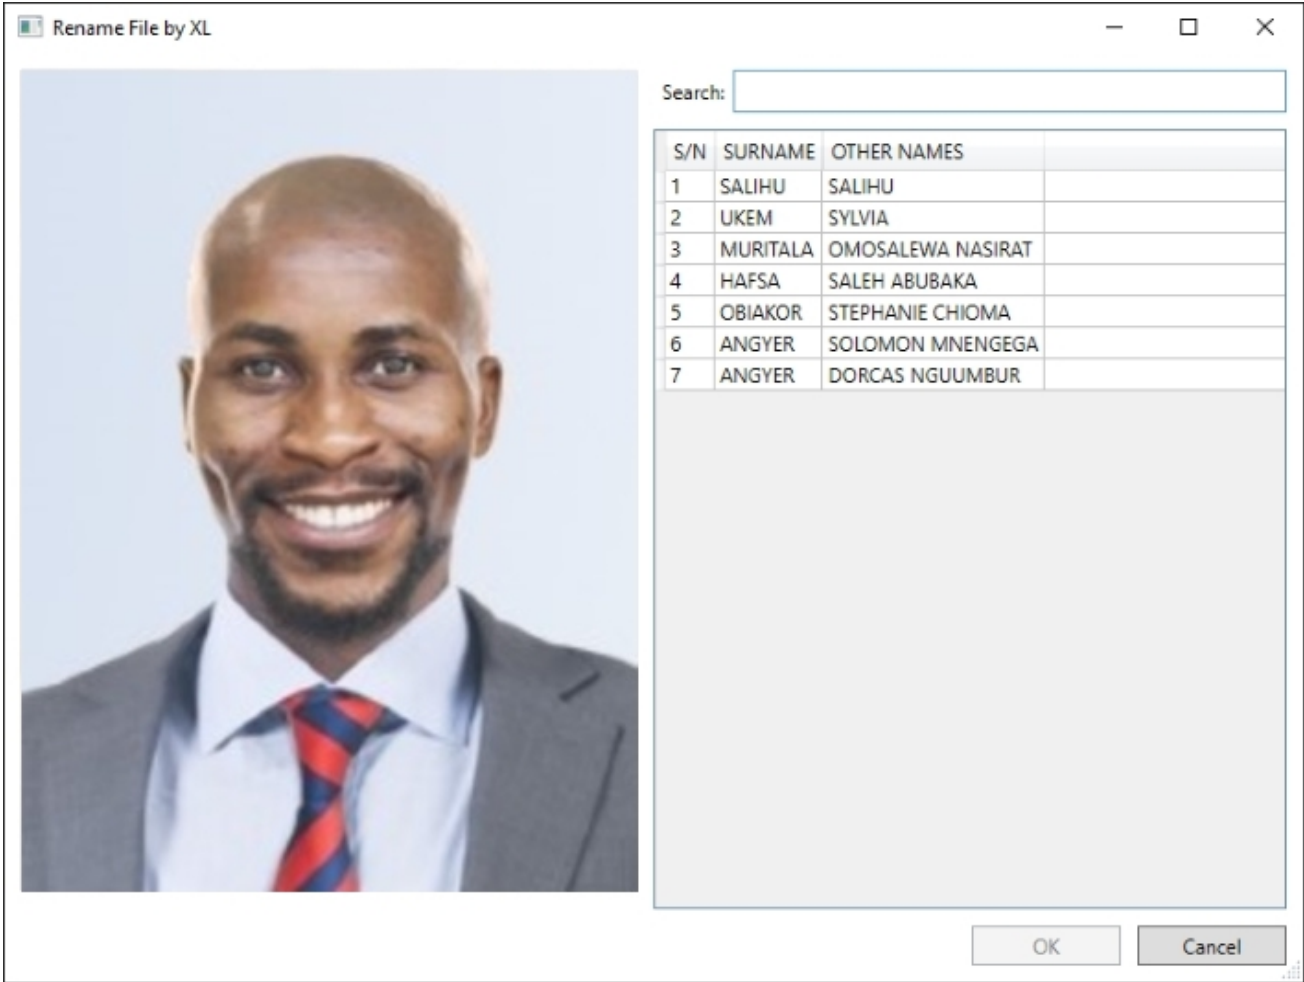 Rename File by XL
Search:
S/N SURNAME OTHER NAMES
1 SALIHU SALIHU
2 UKEM SYLVIA
3 MURITALA OMOSALEWA NASIRAT
4 HAFSA SALEH ABUBAKA
5 OBIAKOR STEPHANIE CHIOMA
6 ANGYER SOLOMON MNENGEGA
7 ANGYER DORCAS NGUUMBUR
OK Cancel